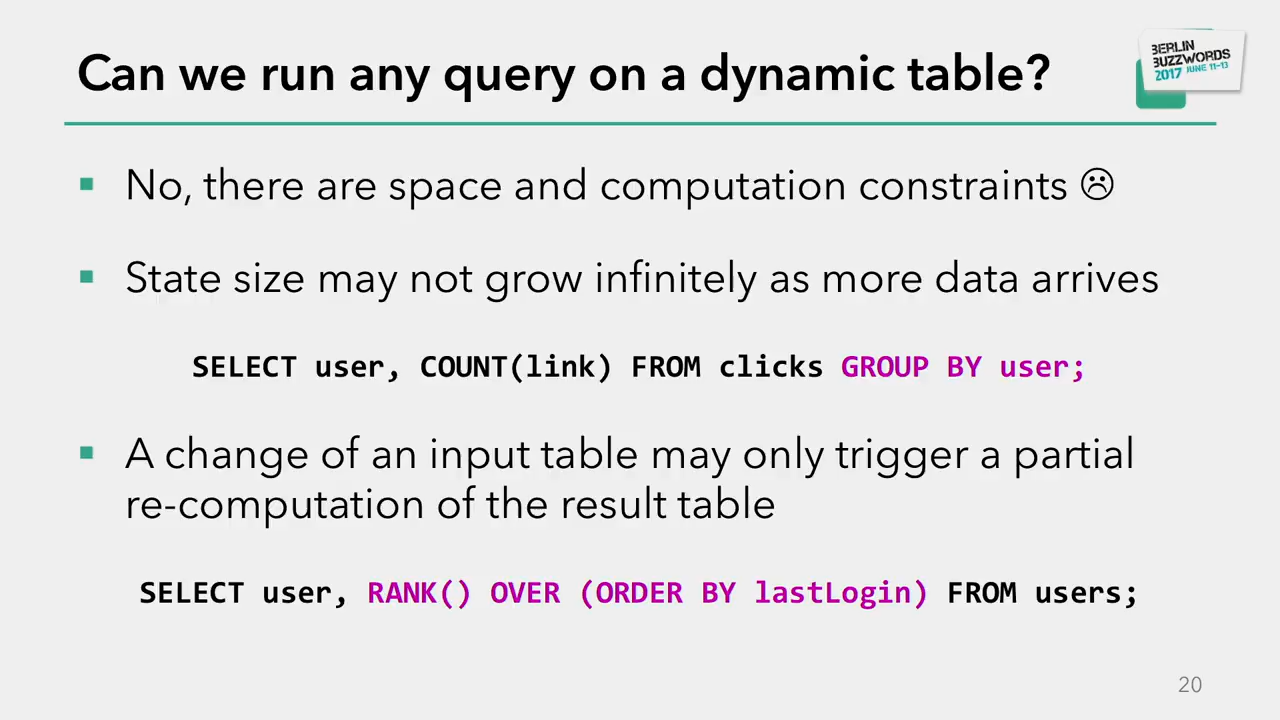 Can we run any query on a dynamic table?
BERLIN
BUZZWORDS
2017 JUNE 11-13
▪ No, there are space and computation constraints ☹
▪ State size may not grow infinitely as more data arrives
SELECT user, COUNT(link) FROM clicks GROUP BY user;
▪ A change of an input table may only trigger a partial
re-computation of the result table
SELECT user, RANK() OVER (ORDER BY lastLogin) FROM users;
20